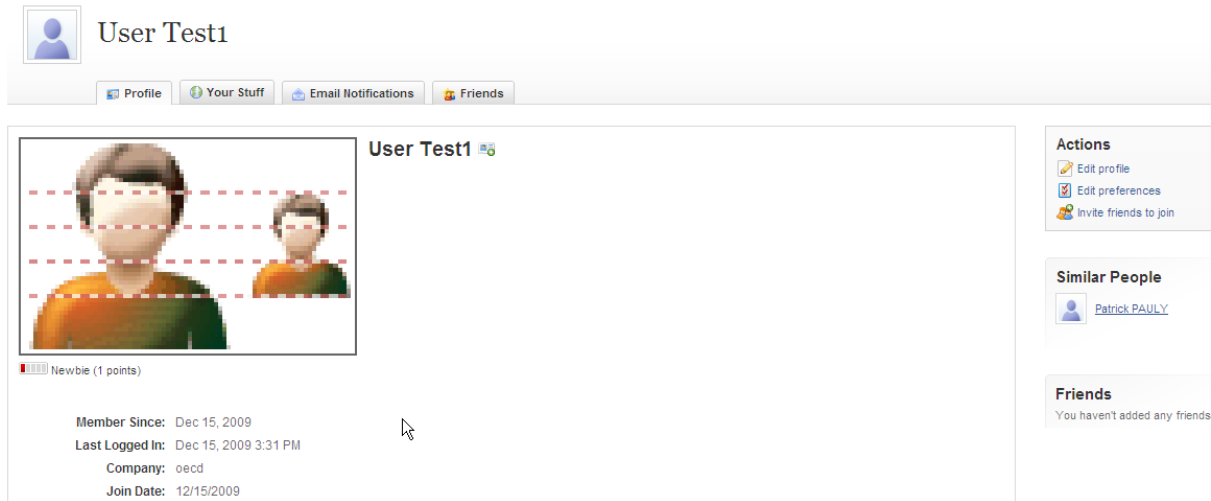 User Test1
Profile
Your Stuff
Email Notifications
Friends
User Test1
Newbie (1 points)
Member Since: Dec 15, 2009
Last Logged In: Dec 15, 2009 3:31 PM
Company: oecd
Join Date: 12/15/2009
Actions
Edit profile
Edit preferences
Invite friends to join
Similar People
Patrick PAULY
Friends
You haven't added any friends